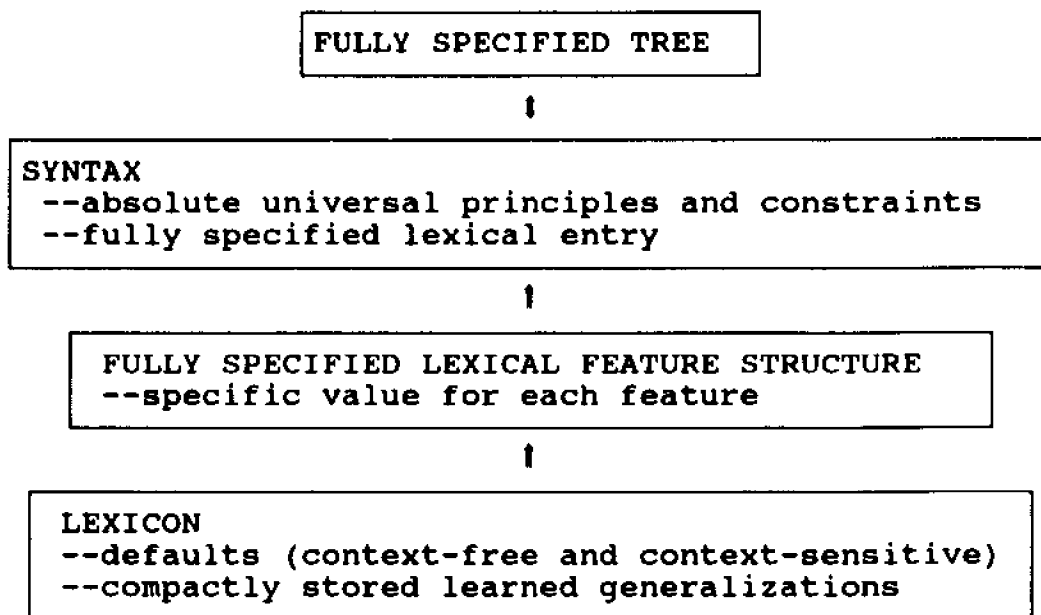 FULLY SPECIFIED TREE
SYNTAX
--absolute universal principles and constraints
--fully specified lexical entry
FULLY SPECIFIED LEXICAL FEATURE STRUCTURE
--specific value for each feature
LEXICON
--defaults (context-free and context-sensitive)
--compactly stored learned generalizations